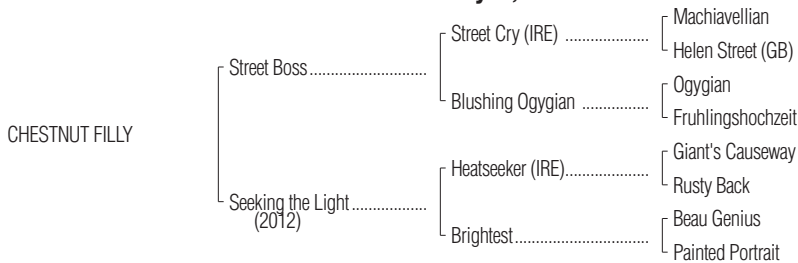 Machiavellian
Street Cry (IRE) ....................
Helen Street (GB)
Street Boss............................
Ogygian
Blushing Ogygian ................
Fruhlingshochzeit
CHESTNUT FILLY
Giant's Causeway
Heatseeker (IRE)....................
Rusty Back
Seeking the Light..................
(2012)
Beau Genius
Brightest................................
Painted Portrait